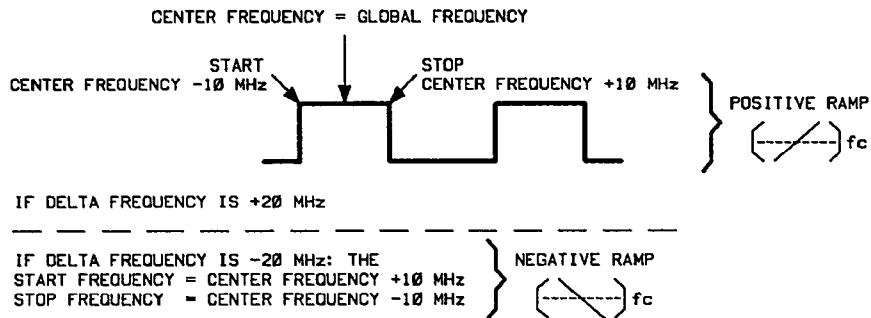 CENTER FREQUENCY = GLOBAL FREQUENCY
START
CENTER FREQUENCY -10 MHz
STOP
CENTER FREQUENCY +10 MHz
POSITIVE RAMP
fc
IF DELTA FREQUENCY IS +20 MHz
IF DELTA FREQUENCY IS -20 MHz: THE
START FREQUENCY = CENTER FREQUENCY +10 MHz
STOP FREQUENCY = CENTER FREQUENCY -10 MHz
NEGATIVE RAMP
fc